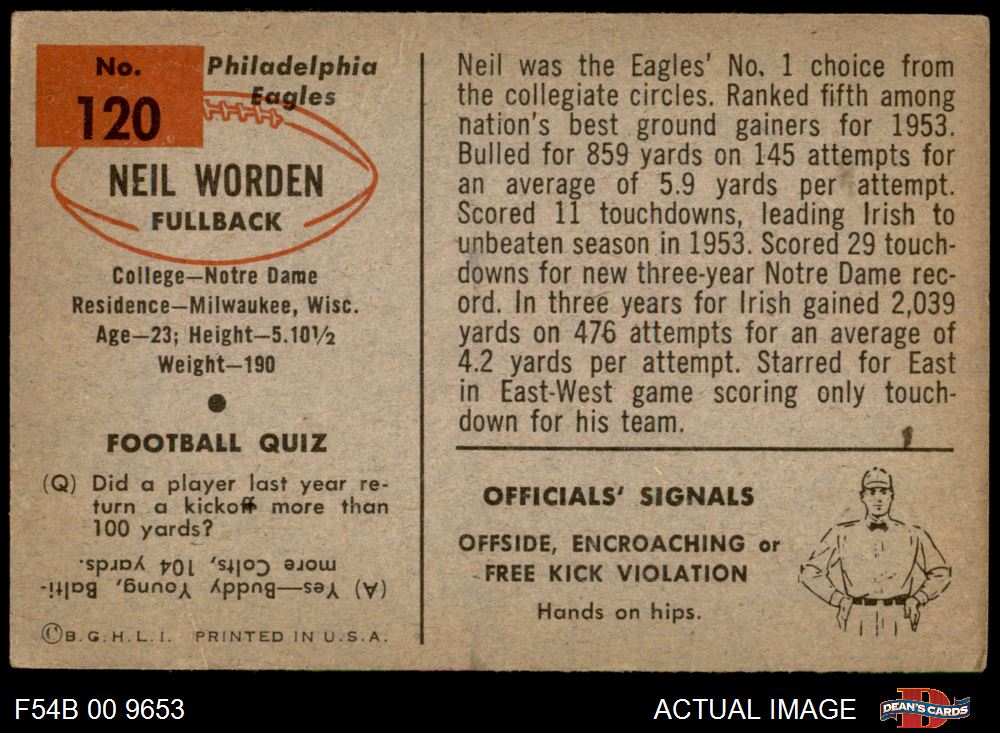 No.
120
Philadelphia
Eagles
NEIL WORDEN
FULLBACK
College—Notre Dame
Residence—Milwaukee, Wisc.
Age—23; Height—5.10½
Weight—190
FOOTBALL QUIZ
(Q) Did a player last year re-
turn a kickoff more than
100 yards?
(A) Yes—Buddy Young, Balti-
more Colts, 104 yards.
©B.G.H.L.I. PRINTED IN U.S.A.
Neil was the Eagles' No. 1 choice from
the collegiate circles. Ranked fifth among
nation's best ground gainers for 1953.
Bulled for 859 yards on 145 attempts for
an average of 5.9 yards per attempt.
Scored 11 touchdowns, leading Irish to
unbeaten season in 1953. Scored 29 touch-
downs for new three-year Notre Dame rec-
ord. In three years for Irish gained 2,039
yards on 476 attempts for an average of
4.2 yards per attempt. Starred for East
in East-West game scoring only touch-
down for his team.
OFFICIALS' SIGNALS
OFFSIDE, ENCROACHING or
FREE KICK VIOLATION
Hands on hips.
F54B 00 9653
ACTUAL IMAGE
D
DEAN'S CARDS